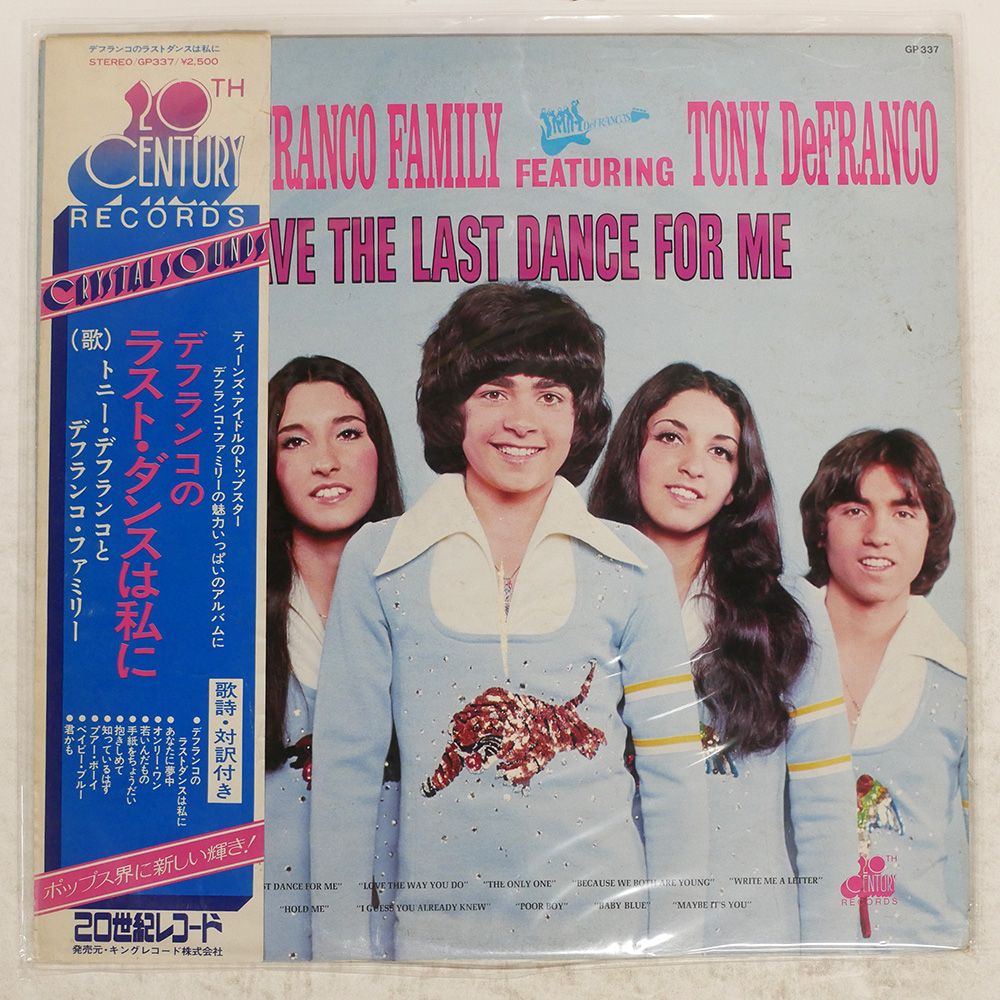 デフランコのラストダンスは私に
STEREO/GP337/¥2,500
20TH
CENTURY
RECORDS
CRYSTAL SOUNDS
デフランコの
ラスト・ダンスは私に
(歌)トニー・デフランコと
デフランコ・ファミリー
ティーンズ・アイドルのトップスター
デフランコ・ファミリーの魅力いっぱいのアルバムに
歌詩・対訳付き
●デフランコの
ラストダンスは私に
●あなたに夢中
●オンリー・ワン
●若いんだもの
●手紙をちょうだい
●抱きしめて
●知っているはず
●プアー・ボーイ
●ベイビー・ブルー
●君かも
ポップス界に新しい輝き!
20世紀レコード
発売元・キングレコード株式会社
GP 337
FRANCO FAMILY
DeFRANCOS
FEATURING
TONY DeFRANCO
AVE THE LAST DANCE FOR ME
ST DANCE FOR ME" "LOVE THE WAY YOU DO" "THE ONLY ONE" "BECAUSE WE BOTH ARE YOUNG" "WRITE ME A LETTER"
"HOLD ME" "I GUESS YOU ALREADY KNEW" "POOR BOY" "BABY BLUE" "MAYBE IT'S YOU"
20TH
CENTURY
RECORDS